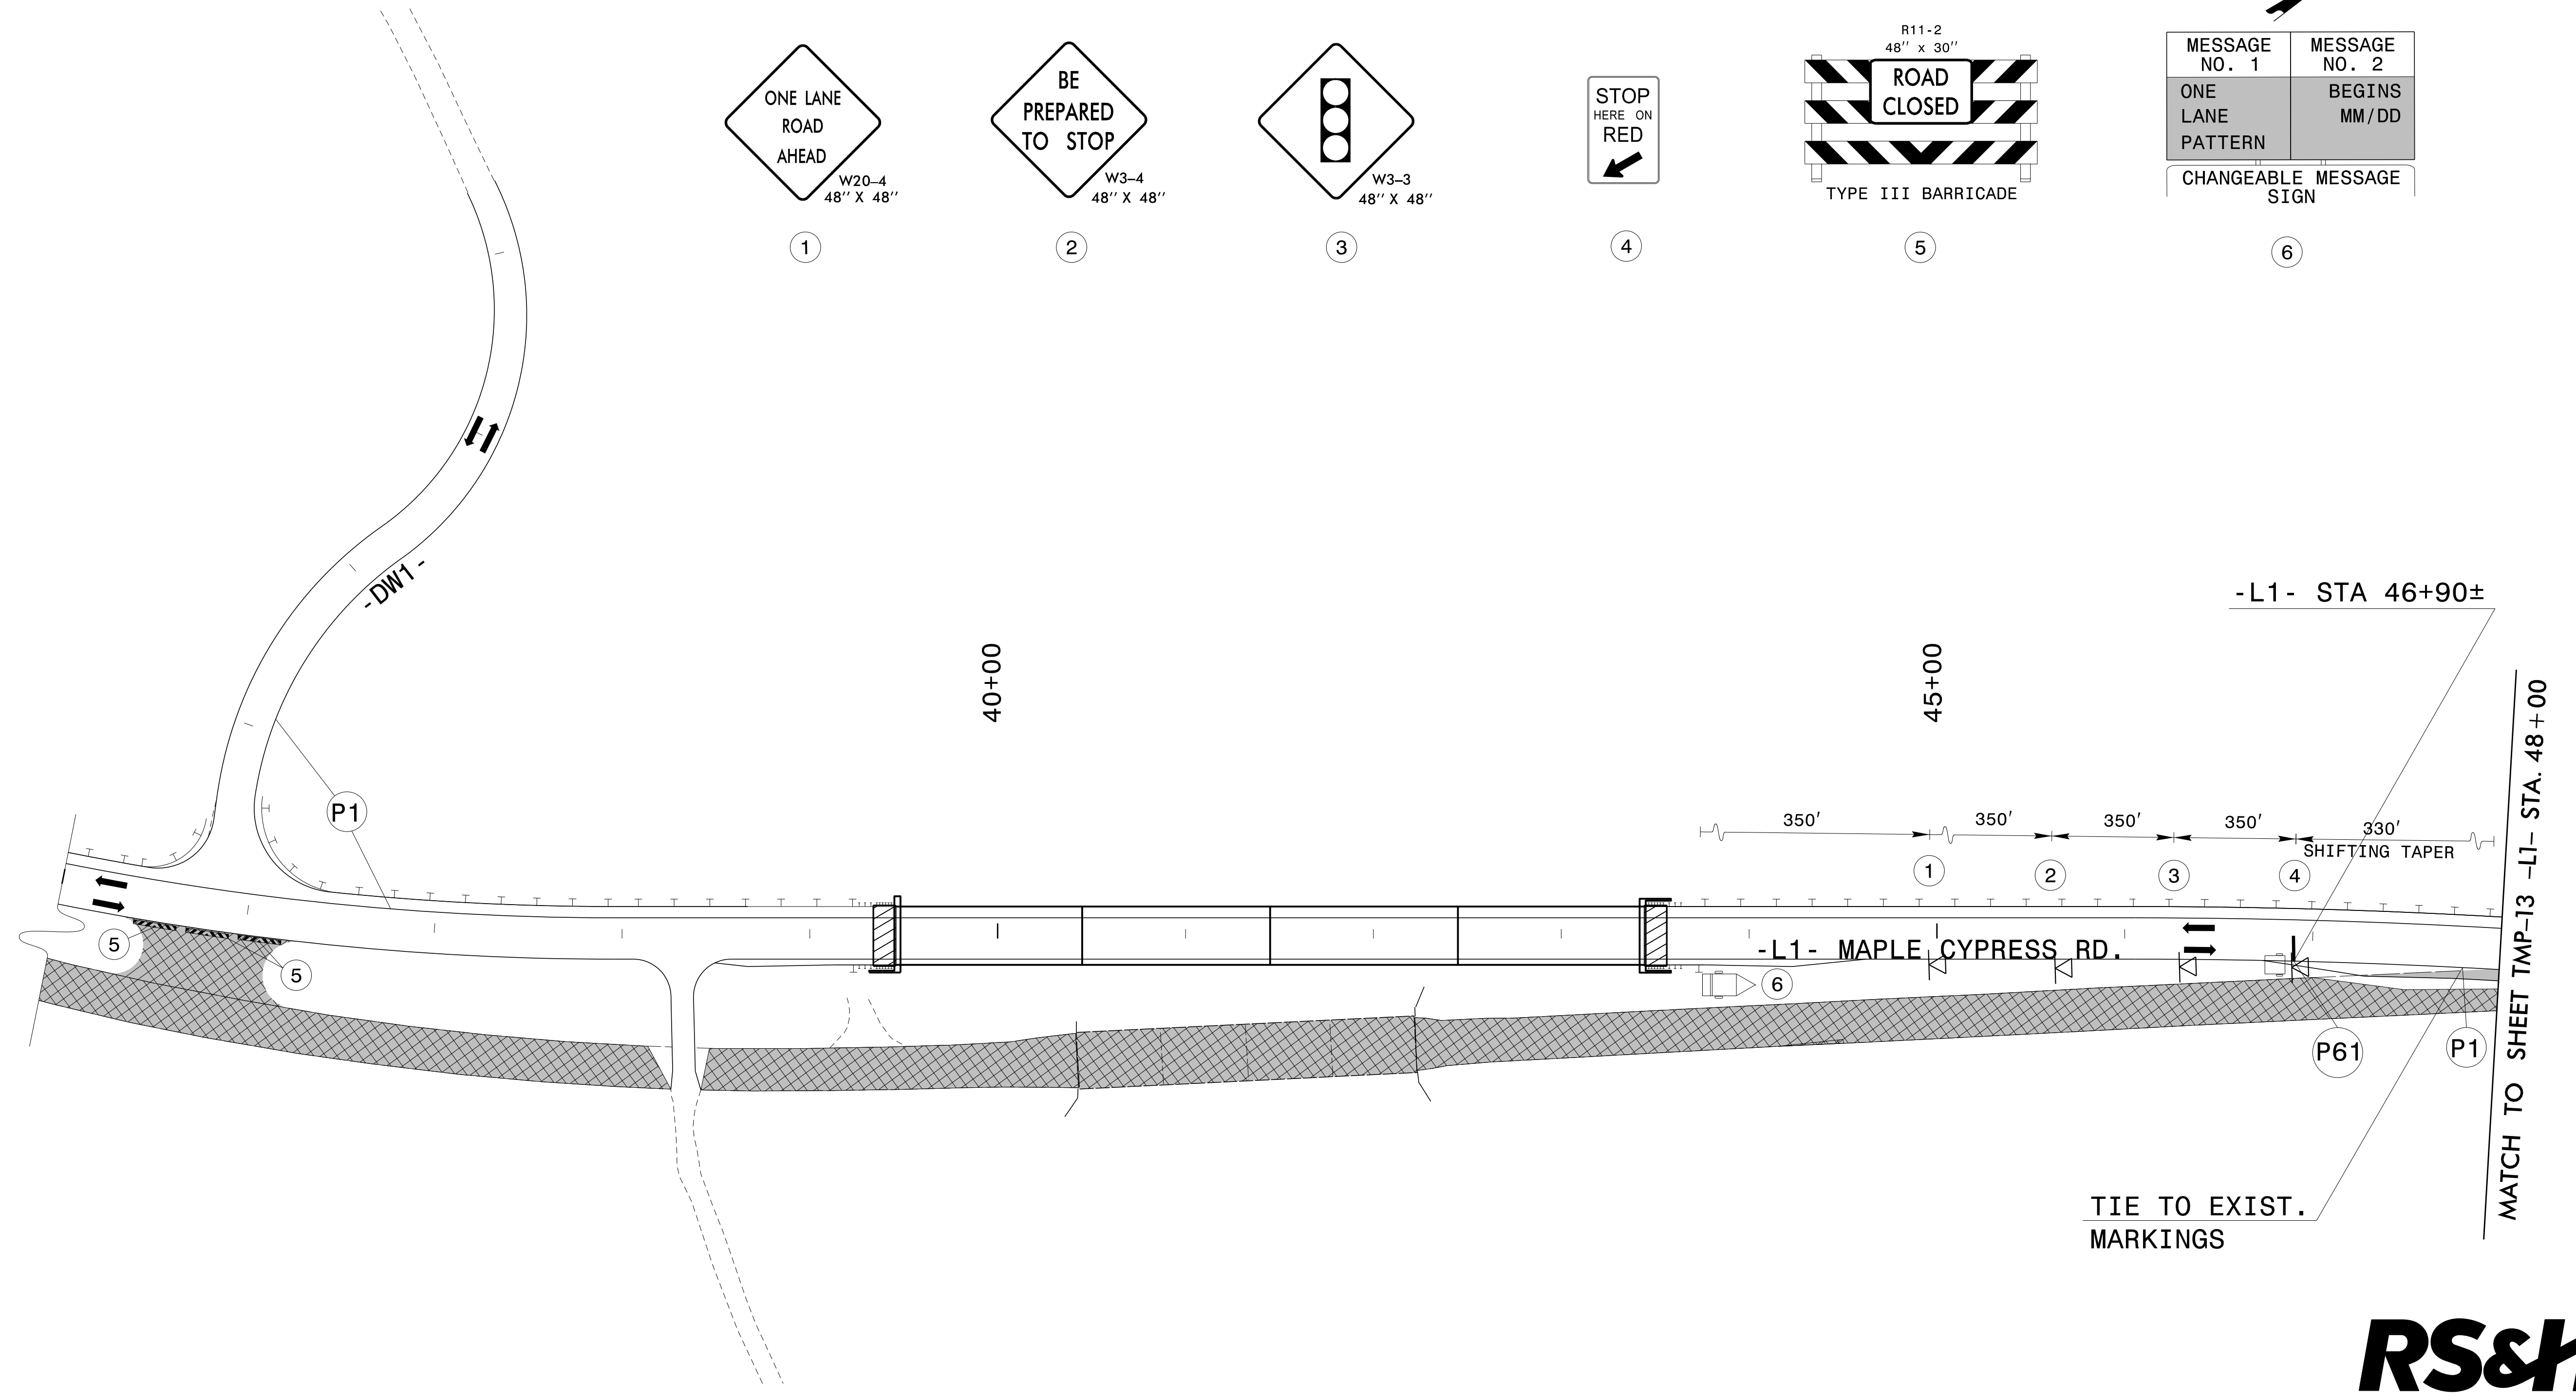 ONE LANE
ROAD
AHEAD
W20-4
48'' X 48''
1
BE
PREPARED
TO STOP
W3-4
48'' X 48''
2
W3-3
48'' X 48''
3
STOP
HERE ON
RED
4
R11-2
48'' x 30''
ROAD
CLOSED
TYPE III BARRICADE
5
MESSAGE
NO. 1
MESSAGE
NO. 2
ONE
LANE
PATTERN
BEGINS
MM/DD
CHANGEABLE MESSAGE
SIGN
6
-DW1-
P1
-L1- STA 46+90±
40+00
45+00
350'
350'
350'
350'
330'
SHIFTING TAPER
1
2
3
4
5
5
-L1- MAPLE CYPRESS RD.
6
P61
P1
TIE TO EXIST.
MARKINGS
MATCH TO SHEET TMP-13 -L1- STA. 48+00